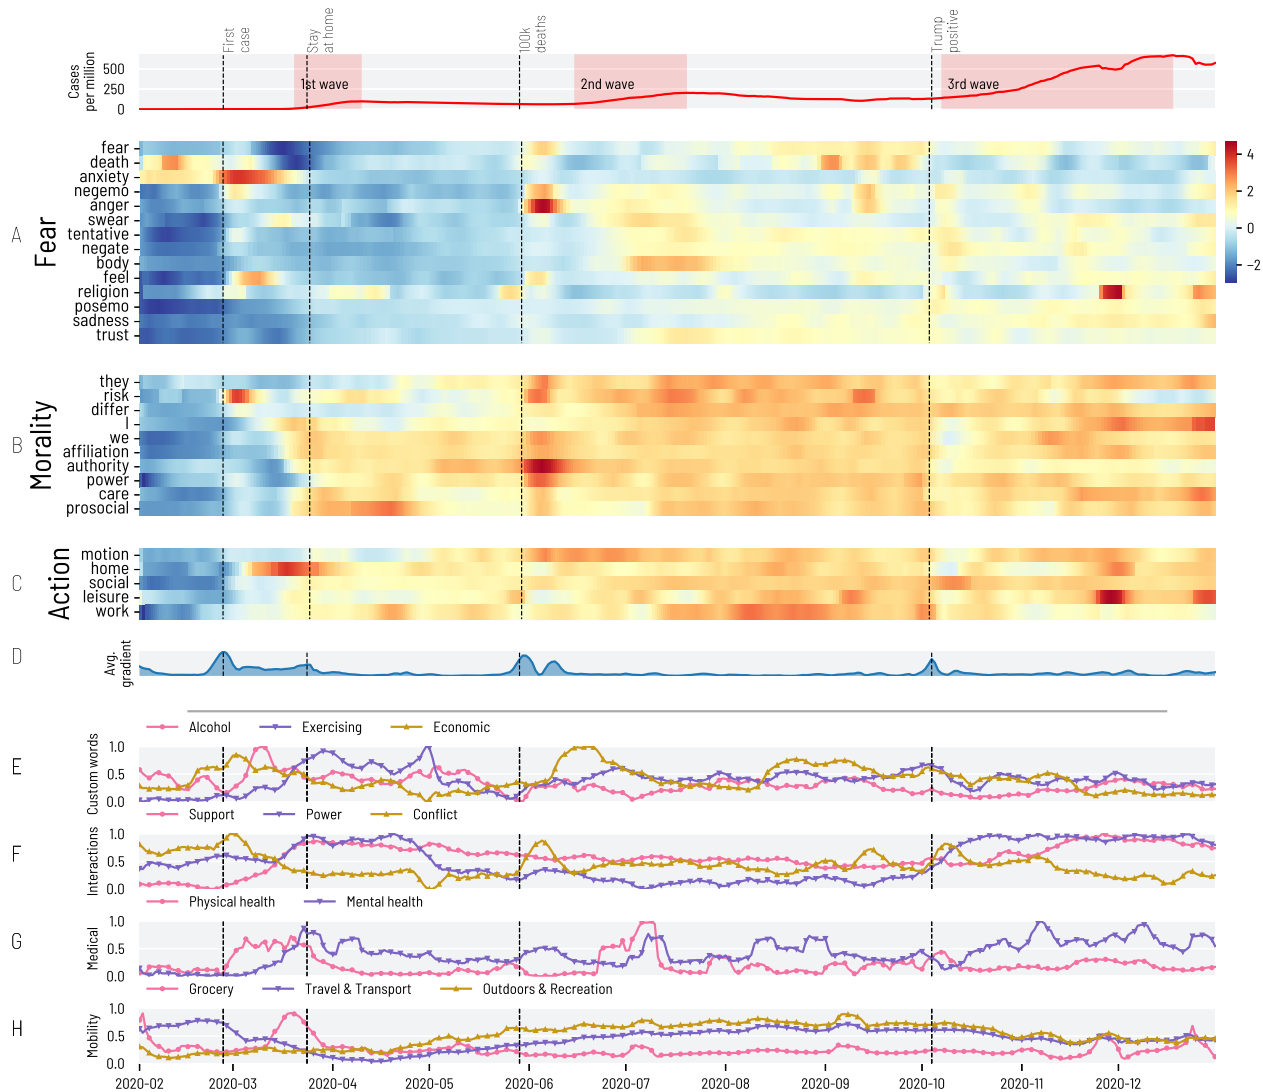 First
case
Stay
at home
100k
deaths
Trump
positive
Cases
per million
500
250
0
1st wave
2nd wave
3rd wave
A
Fear
fear
death
anxiety
negemo
anger
swear
tentative
negate
body
feel
religion
posemo
sadness
trust
4
2
0
−2
B
Morality
they
risk
differ
I
we
affiliation
authority
power
care
prosocial
C
Action
motion
home
social
leisure
work
D
Avg.
gradient
Alcohol Exercising Economic
E
Custom words
1.0
0.5
0.0
Support Power Conflict
F
Interactions
1.0
0.5
0.0
Physical health Mental health
G
Medical
1.0
0.5
0.0
Grocery Travel & Transport Outdoors & Recreation
H
Mobility
1.0
0.5
0.0
2020-02 2020-03 2020-04 2020-05 2020-06 2020-07 2020-08 2020-09 2020-10 2020-11 2020-12